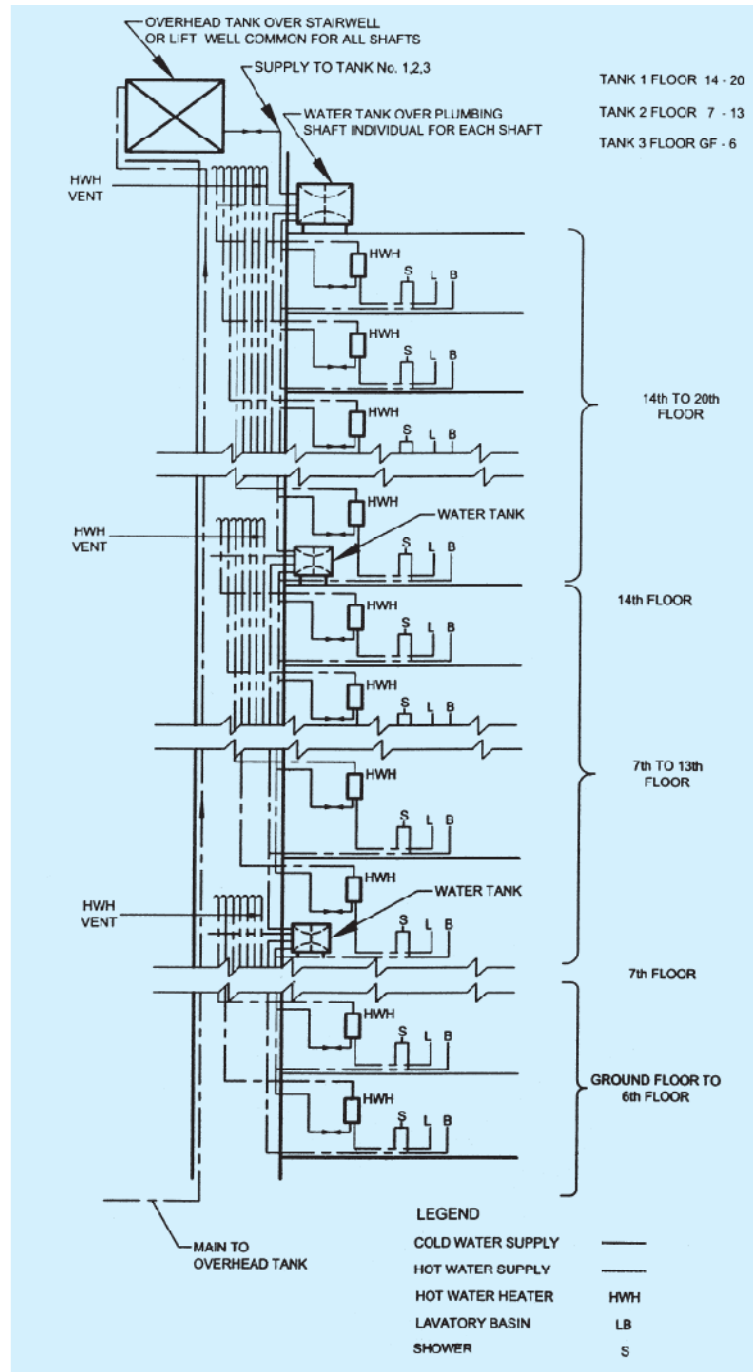 OVERHEAD TANK OVER STAIRWELL
OR LIFT WELL COMMON FOR ALL SHAFTS
SUPPLY TO TANK No. 1,2,3
TANK 1 FLOOR 14 - 20
WATER TANK OVER PLUMBING
SHAFT INDIVIDUAL FOR EACH SHAFT
TANK 2 FLOOR 7 - 13
TANK 3 FLOOR GF - 6
HWH
VENT
HWH
S L B
HWH
S L B
14th TO 20th
FLOOR
HWH
S L B
HWH
WATER TANK
HWH
VENT
S L B
14th FLOOR
HWH
S L B
HWH
S L B
7th TO 13th
FLOOR
HWH
S L B
HWH
WATER TANK
HWH
VENT
S L B
7th FLOOR
HWH
S L B
GROUND FLOOR TO
6th FLOOR
HWH
S L B
MAIN TO
OVERHEAD TANK
LEGEND
COLD WATER SUPPLY
HOT WATER SUPPLY
HOT WATER HEATER HWH
LAVATORY BASIN LB
SHOWER S